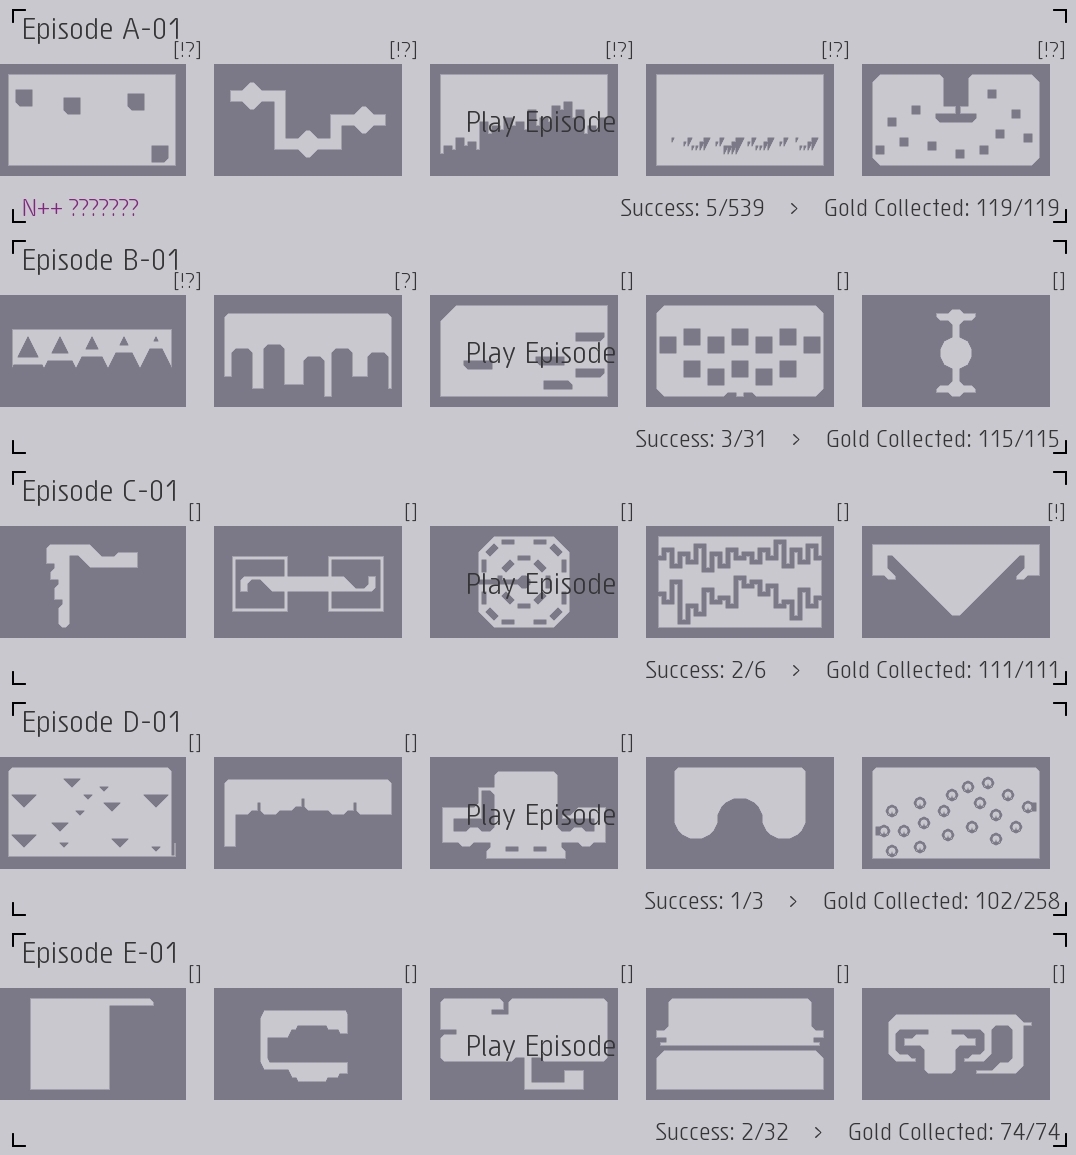 Episode A-01
[!?] [!?] [!?] [!?] [!?]
Play Episode
N++ ??????? Success: 5/539 > Gold Collected: 119/119
Episode B-01
[!?] [?] [] [] []
Play Episode
Success: 3/31 > Gold Collected: 115/115
Episode C-01
[] [] [] [] [!]
Play Episode
Success: 2/6 > Gold Collected: 111/111
Episode D-01
[] [] []
Play Episode
Success: 1/3 > Gold Collected: 102/258
Episode E-01
[] [] [] [] []
Play Episode
Success: 2/32 > Gold Collected: 74/74